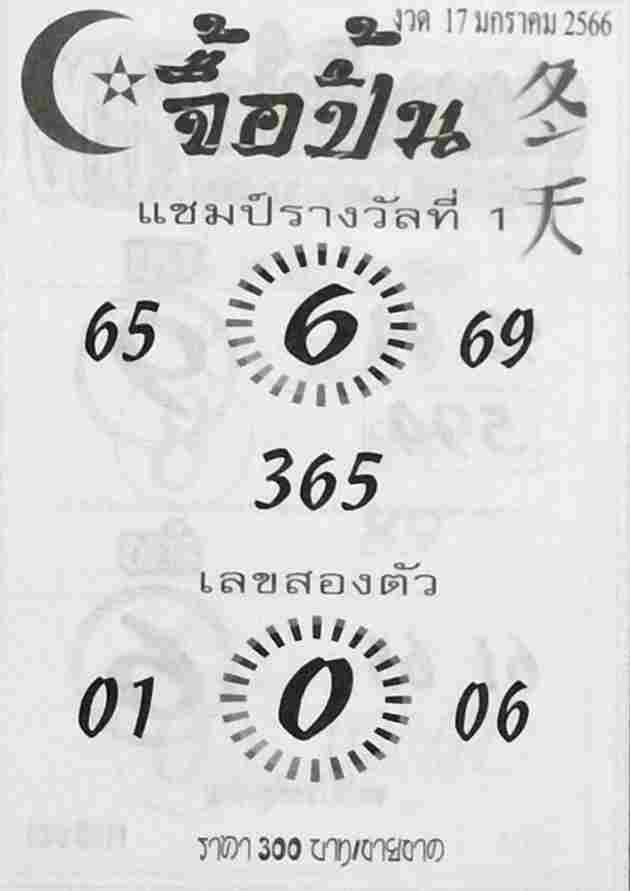 งวด 17 มกราคม 2566
จื้อปั้น
冬天
แชมป์รางวัลที่ 1
65 6 69
365
เลขสองตัว
01 0 06
ราคา 300 บาท/ขายขาด